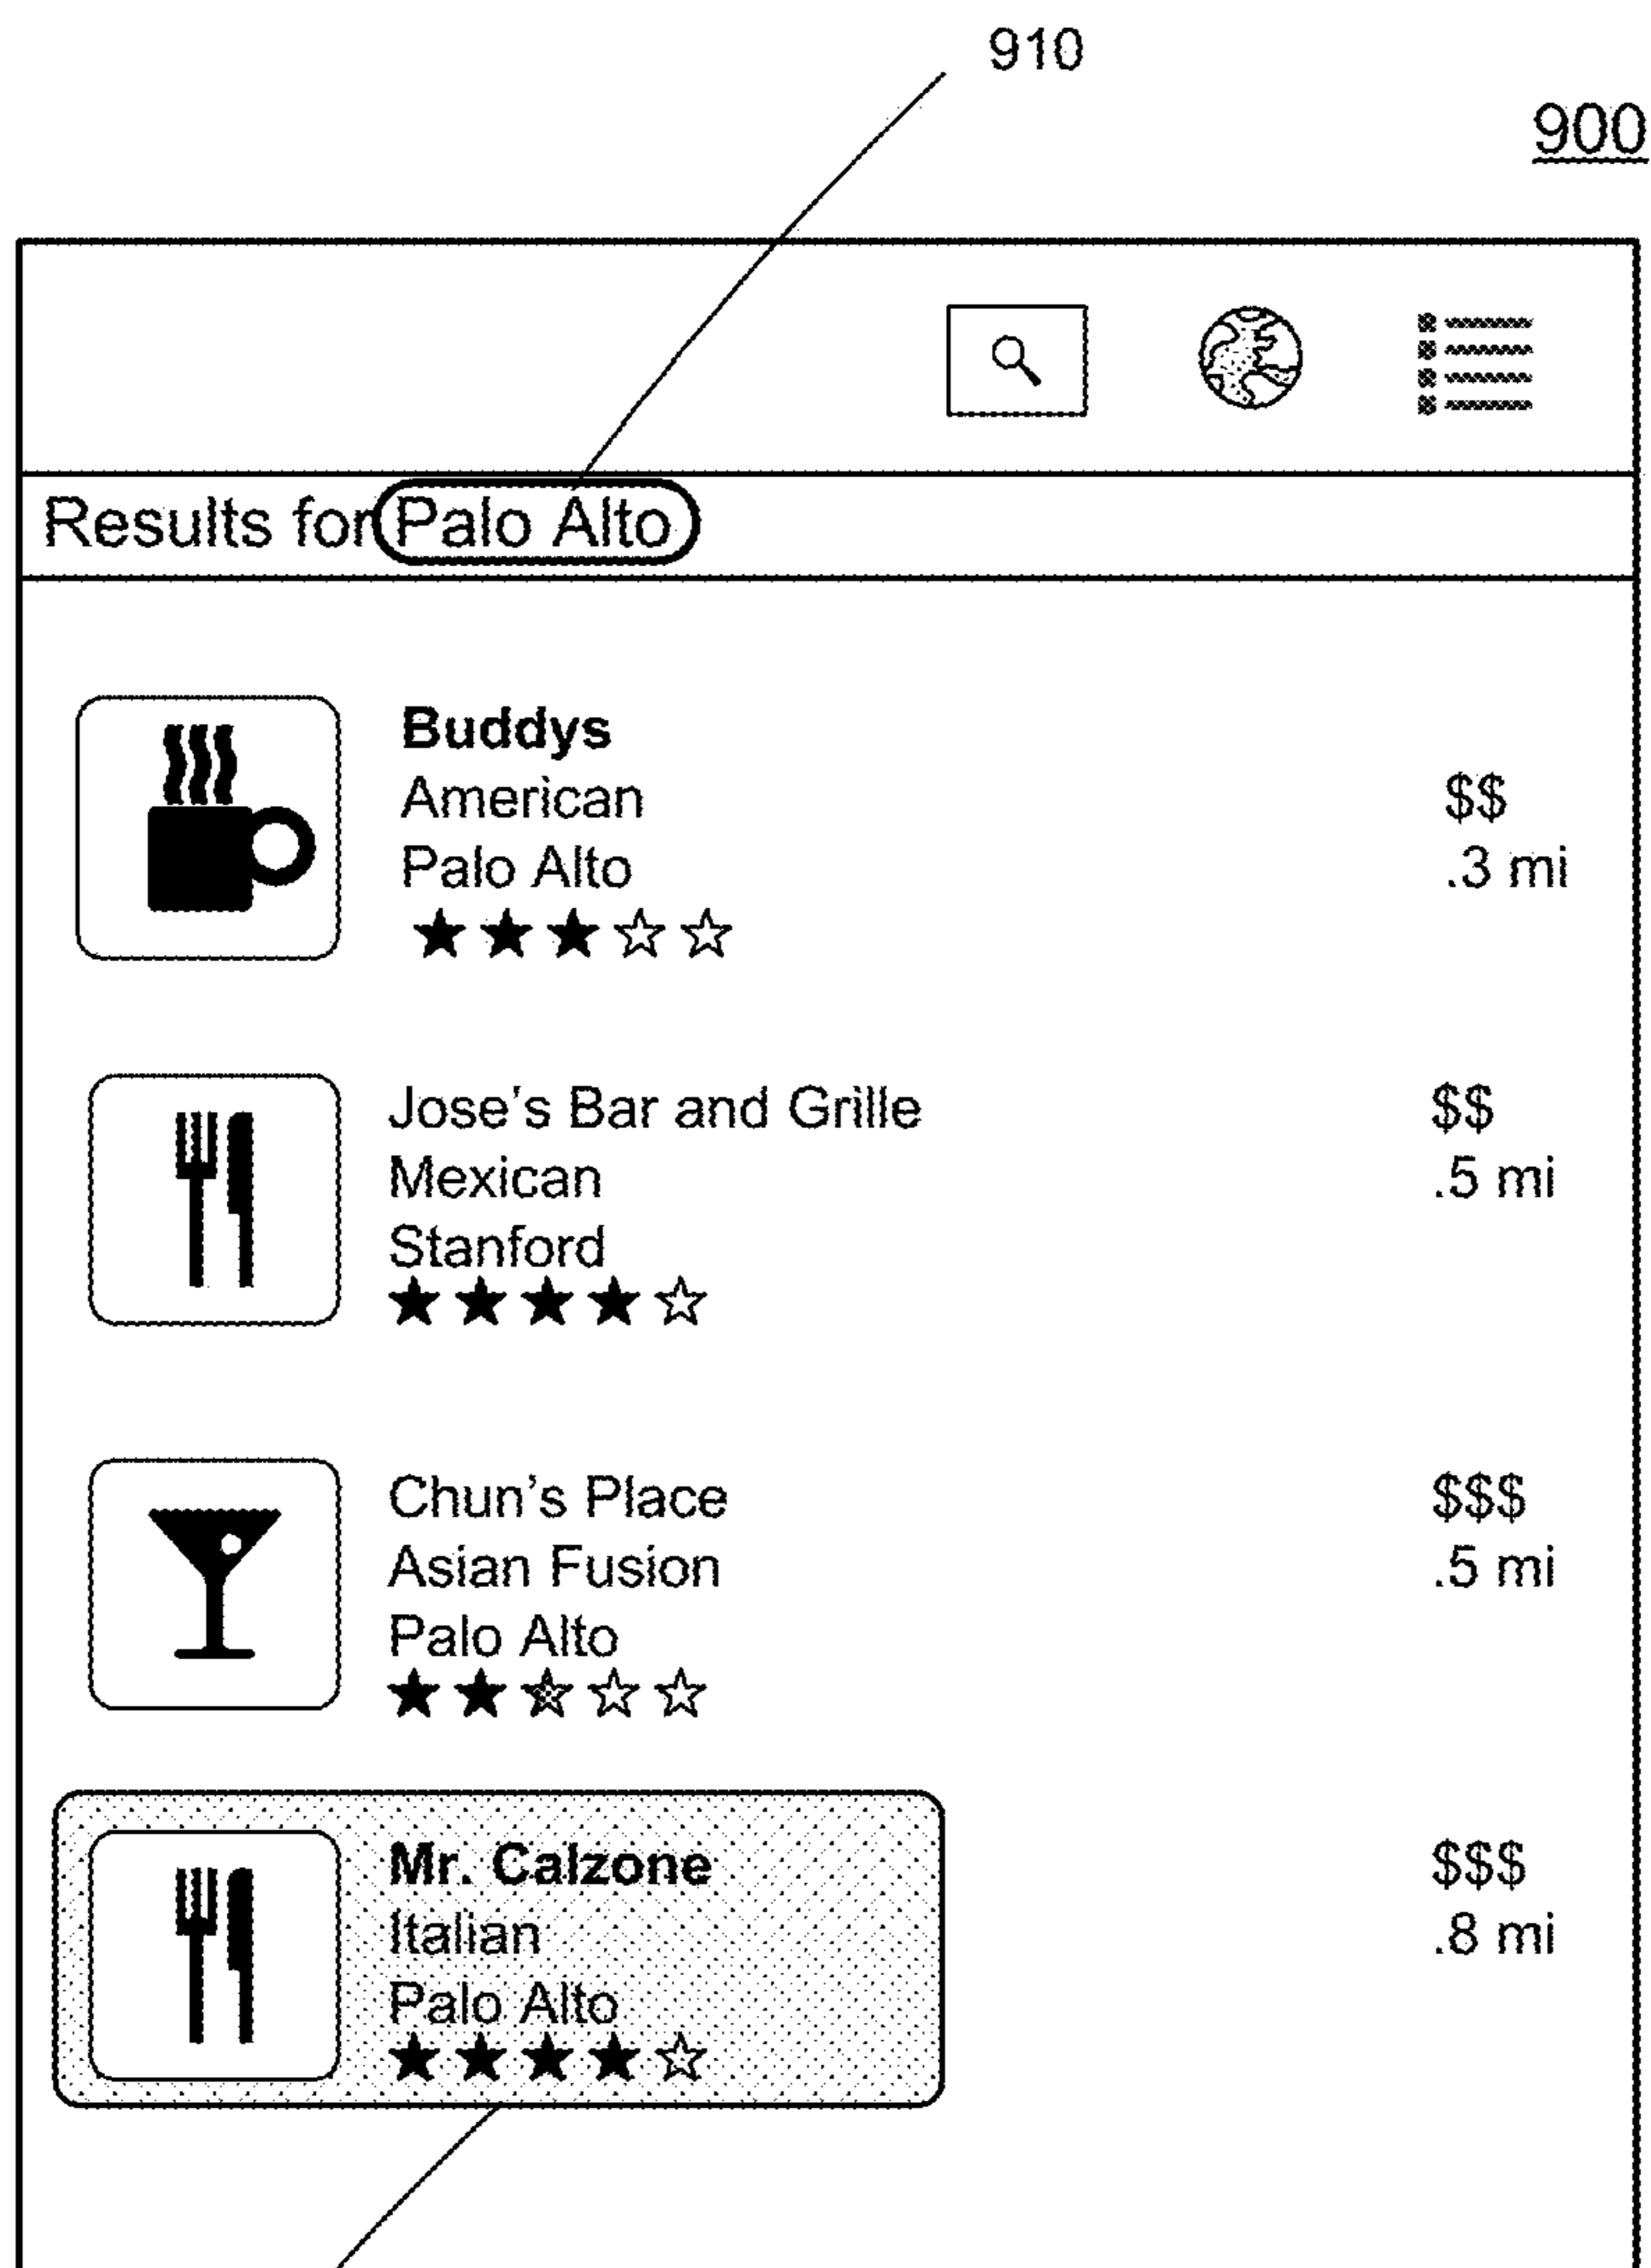 910
900
Results for Palo Alto
Buddys
American
$$
Palo Alto
.3 mi
Jose's Bar and Grille
$$
Mexican
.5 mi
Stanford
Chun's Place
$$$
Asian Fusion
.5 mi
Palo Alto
Mr. Calzone
$$$
Italian
.8 mi
Palo Alto